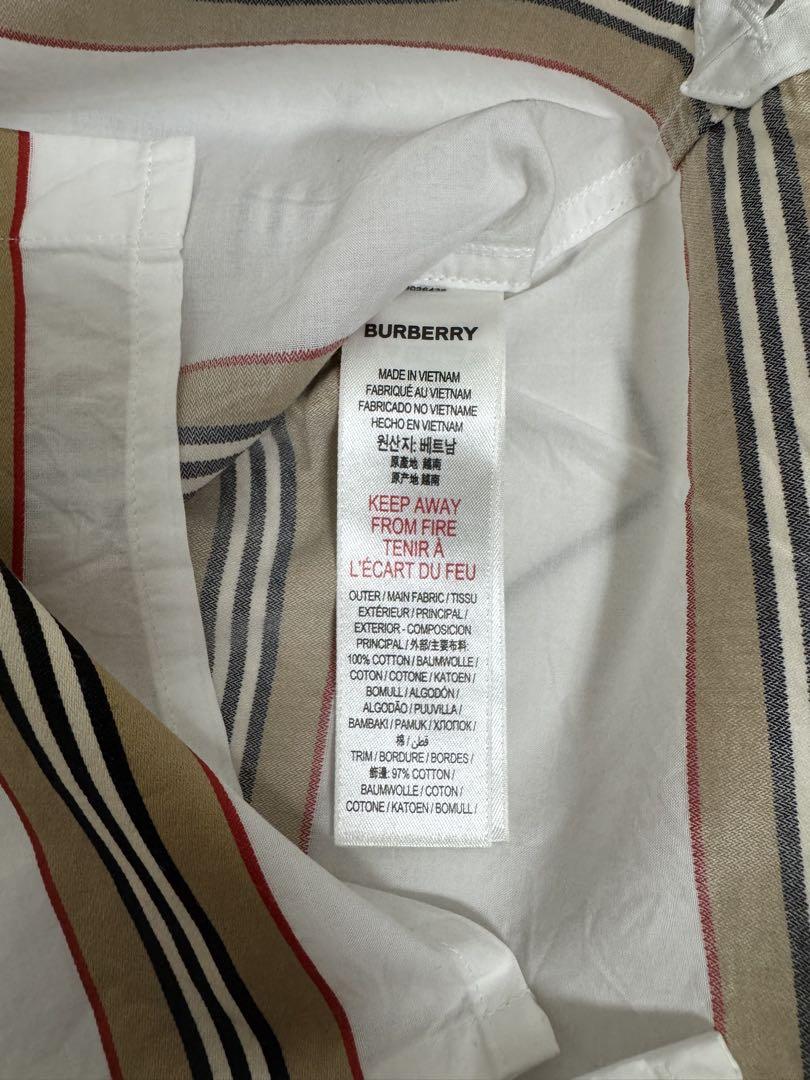 BURBERRY
MADE IN VIETNAM
FABRIQUÉ AU VIETNAM
FABRICADO NO VIETNAME
HECHO EN VIETNAM
원산지: 베트남
原產地 越南
原产地 越南
KEEP AWAY
FROM FIRE
TENIR À
L'ÉCART DU FEU
OUTER / MAIN FABRIC / TISSU
EXTÉRIEUR / PRINCIPAL /
EXTERIOR - COMPOSICION
PRINCIPAL / 外部/主要布料:
100% COTTON / BAUMWOLLE /
COTON / COTONE / KATOEN /
BOMULL / ALGODÓN /
ALGODÃO / PUUVILLA /
BAMBAKI / PAMUK / ХЛОПОК /
棉 / قطن /
TRIM / BORDURE / BORDES /
飾邊: 97% COTTON /
BAUMWOLLE / COTON /
COTONE / KATOEN / BOMULL /